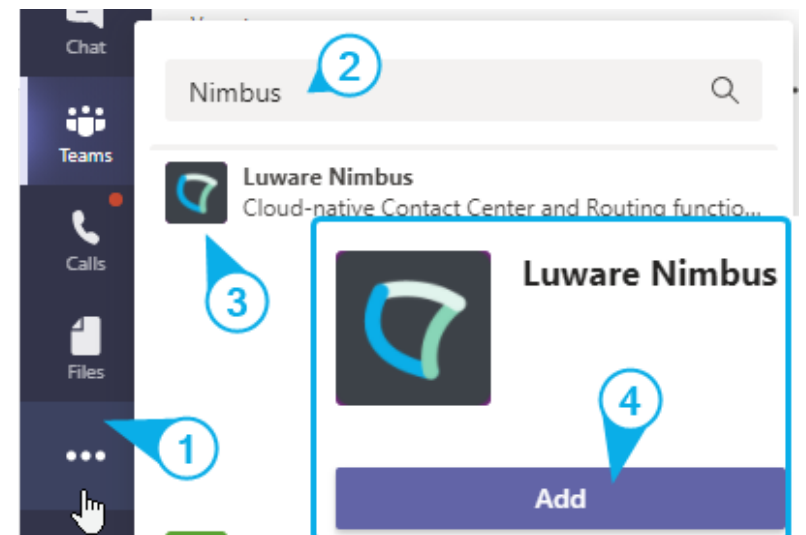 Chat
Nimbus
2
Teams
Luware Nimbus
Cloud-native Contact Center and Routing functio...
Calls
3
Luware Nimbus
Files
4
1
Add